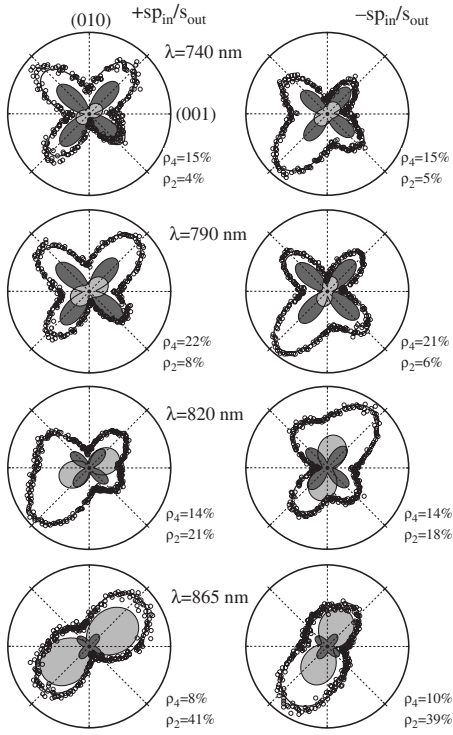 (010) +sp_in/s_out −sp_in/s_out
λ=740 nm
(001)
ρ₄=15% ρ₄=15%
ρ₂=4% ρ₂=5%
λ=790 nm
ρ₄=22% ρ₄=21%
ρ₂=8% ρ₂=6%
λ=820 nm
ρ₄=14% ρ₄=14%
ρ₂=21% ρ₂=18%
λ=865 nm
ρ₄=8% ρ₄=10%
ρ₂=41% ρ₂=39%